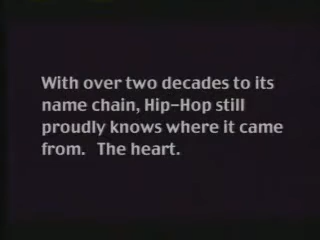 With over two decades to its
name chain, Hip-Hop still
proudly knows where it came
from.  The heart.